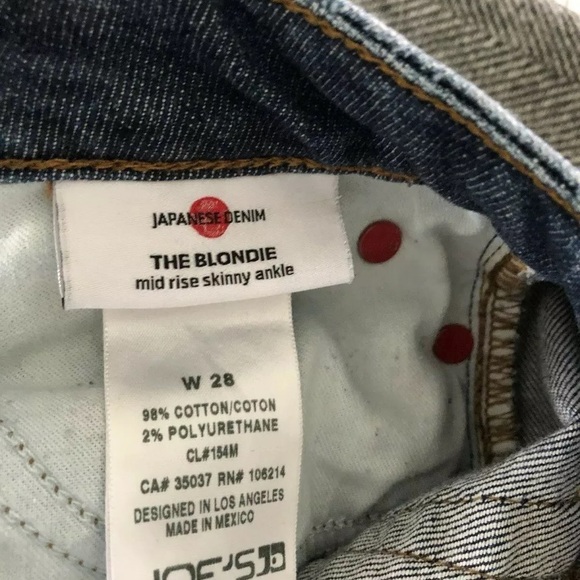 JAPANESE DENIM
THE BLONDIE
mid rise skinny ankle
W 28
98% COTTON/COTON
2% POLYURETHANE
CL#154M
CA# 35037 RN# 106214
DESIGNED IN LOS ANGELES
MADE IN MEXICO
JOE'S